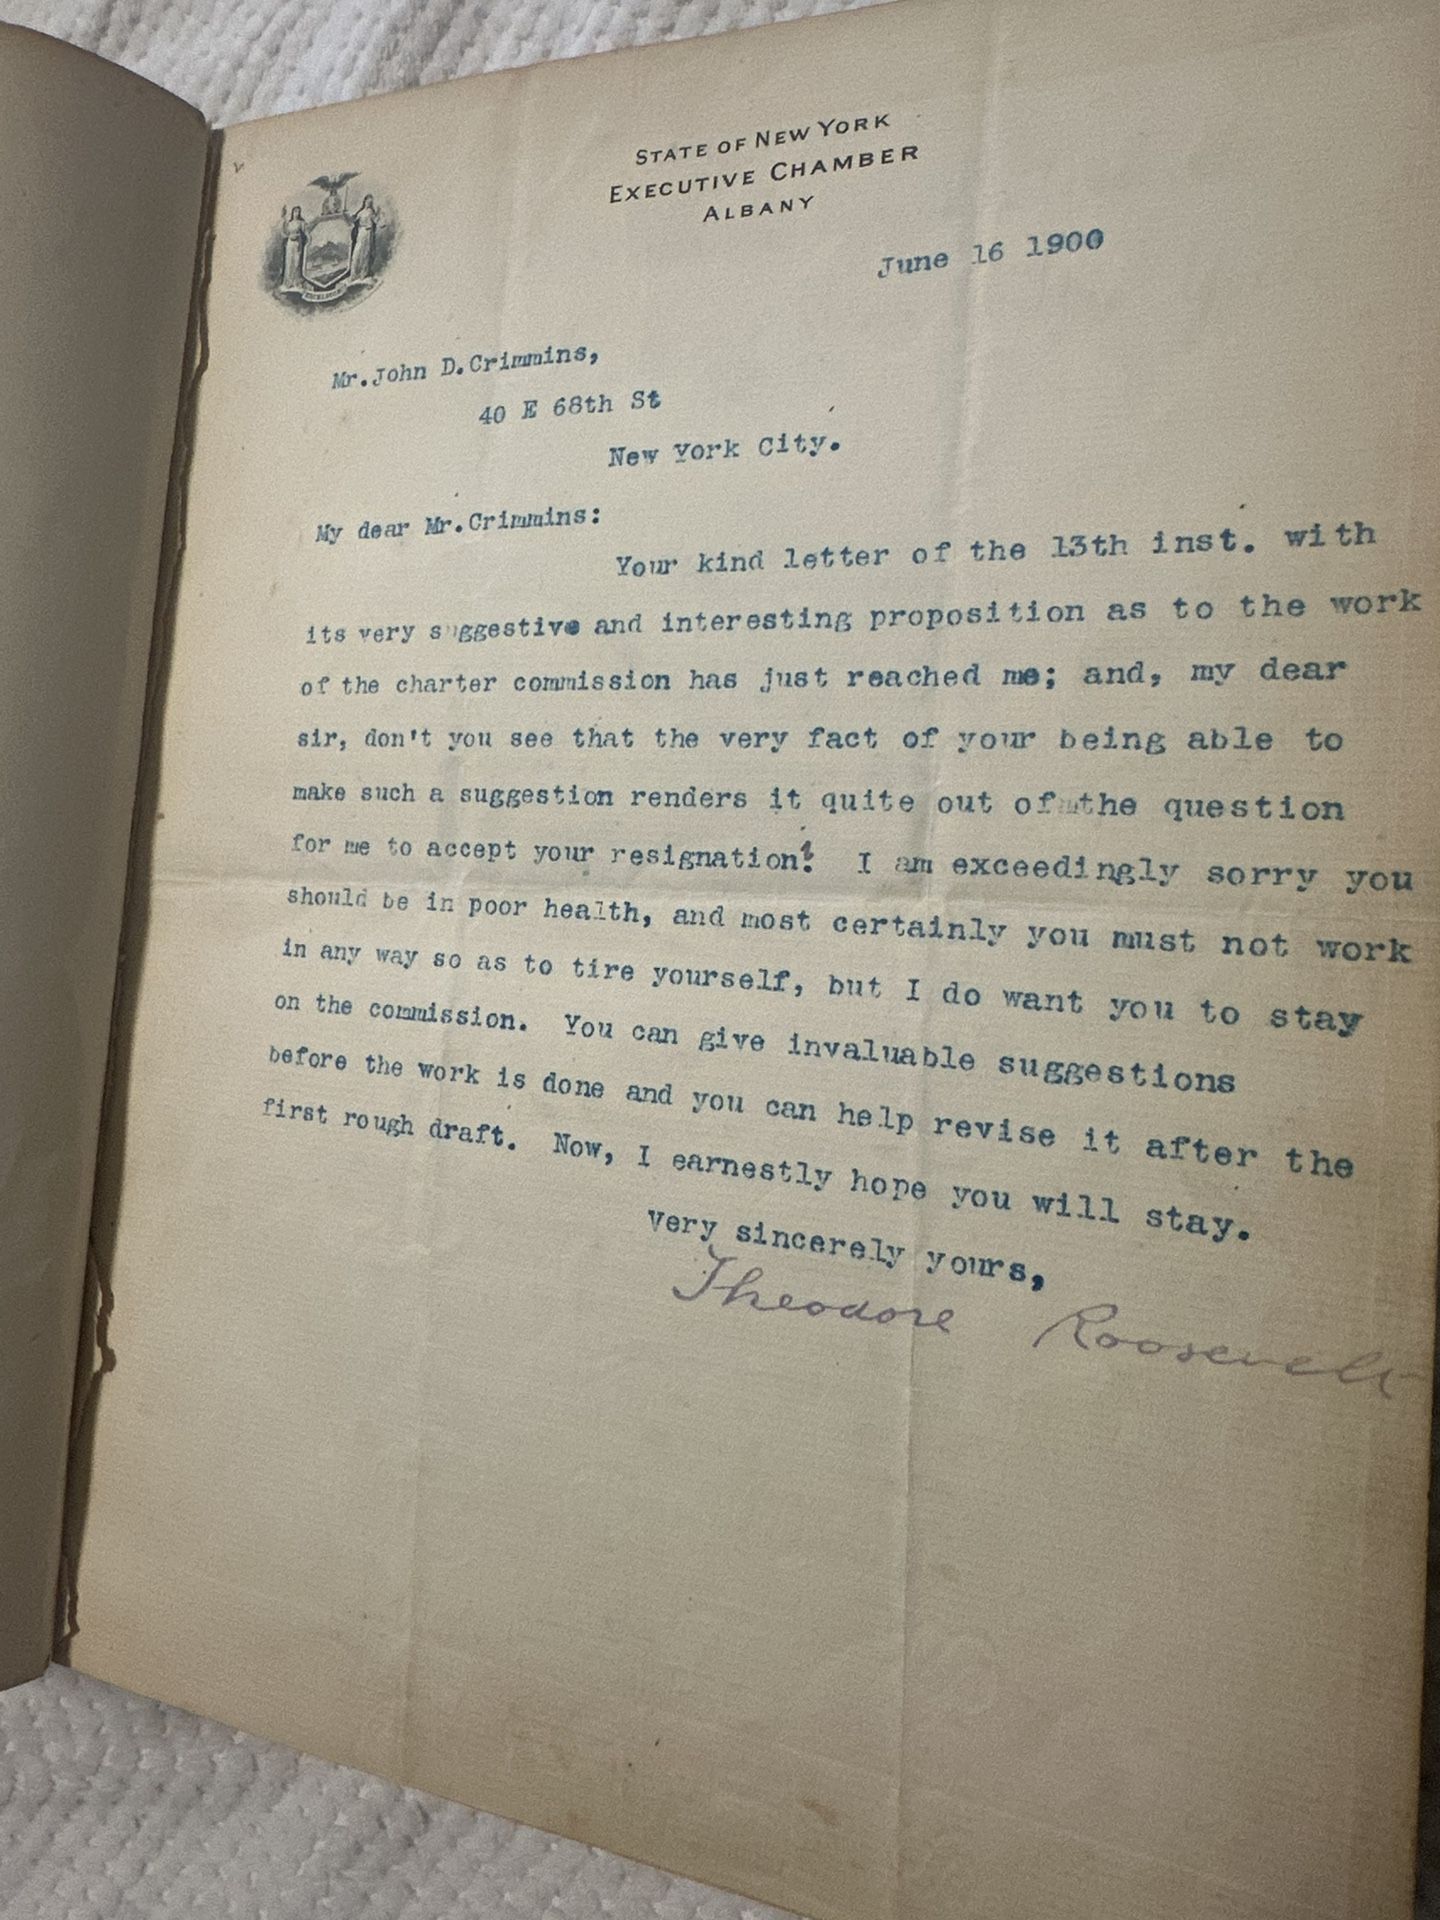 STATE OF NEW YORK
EXECUTIVE CHAMBER
ALBANY
EXCELSIOR
June 16 1900
Mr.John D.Crimmins,
40 E 68th St
New York City.
My dear Mr.Crimmins:
Your kind letter of the 13th inst. with
its very suggestive and interesting proposition as to the work
of the charter commission has just reached me; and, my dear
sir, don't you see that the very fact of your being able to
make such a suggestion renders it quite out of the question
for me to accept your resignation! I am exceedingly sorry you
should be in poor health, and most certainly you must not work
in any way so as to tire yourself, but I do want you to stay
on the commission. You can give invaluable suggestions
before the work is done and you can help revise it after the
first rough draft. Now, I earnestly hope you will stay.
Very sincerely yours,
Theodore Roosevelt